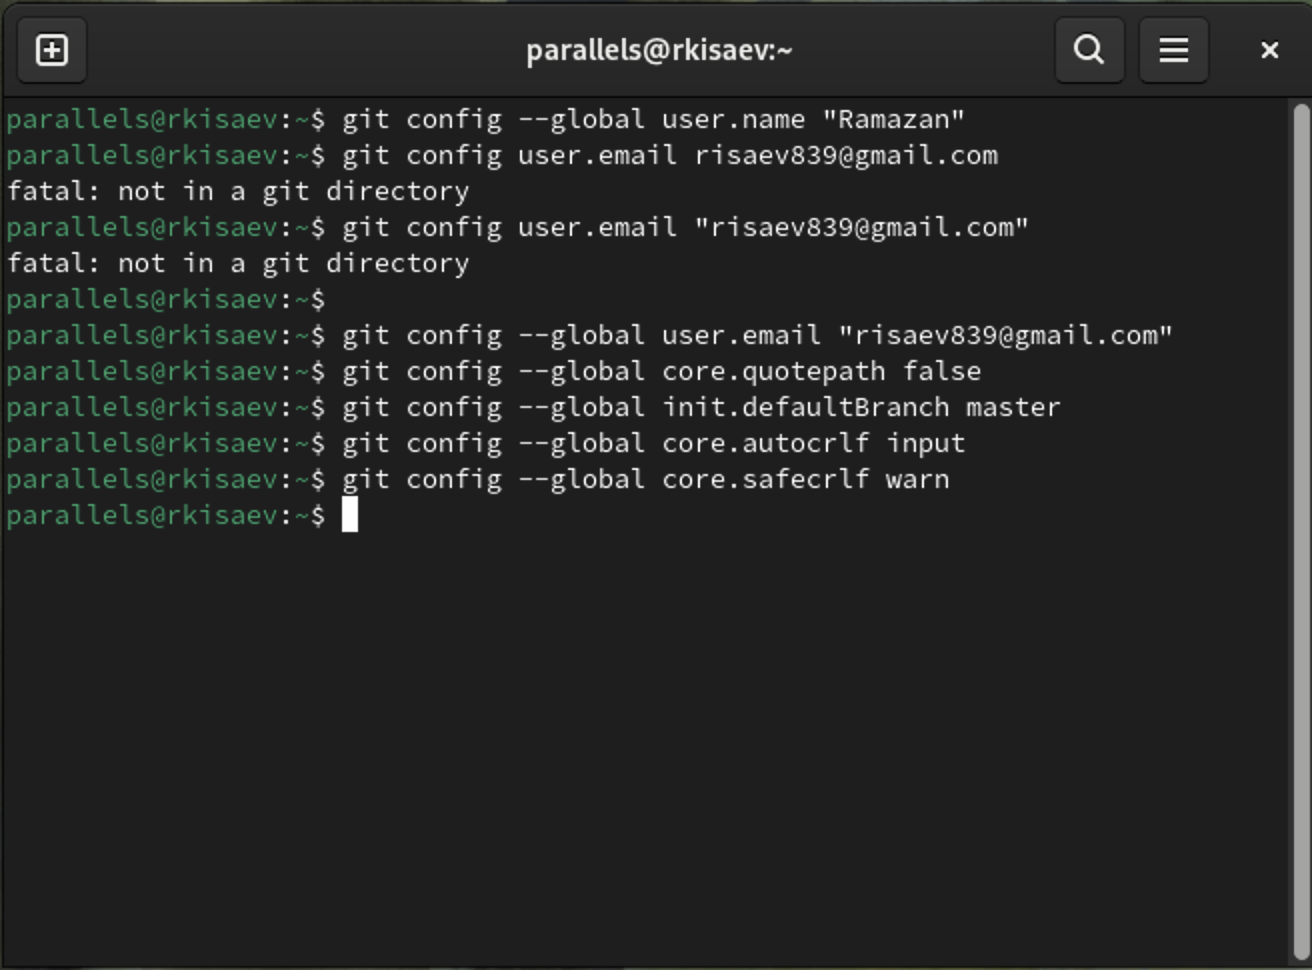 parallels@rkisaev:~
parallels@rkisaev:~$ git config --global user.name "Ramazan"
parallels@rkisaev:~$ git config user.email risaev839@gmail.com
fatal: not in a git directory
parallels@rkisaev:~$ git config user.email "risaev839@gmail.com"
fatal: not in a git directory
parallels@rkisaev:~$
parallels@rkisaev:~$ git config --global user.email "risaev839@gmail.com"
parallels@rkisaev:~$ git config --global core.quotepath false
parallels@rkisaev:~$ git config --global init.defaultBranch master
parallels@rkisaev:~$ git config --global core.autocrlf input
parallels@rkisaev:~$ git config --global core.safecrlf warn
parallels@rkisaev:~$